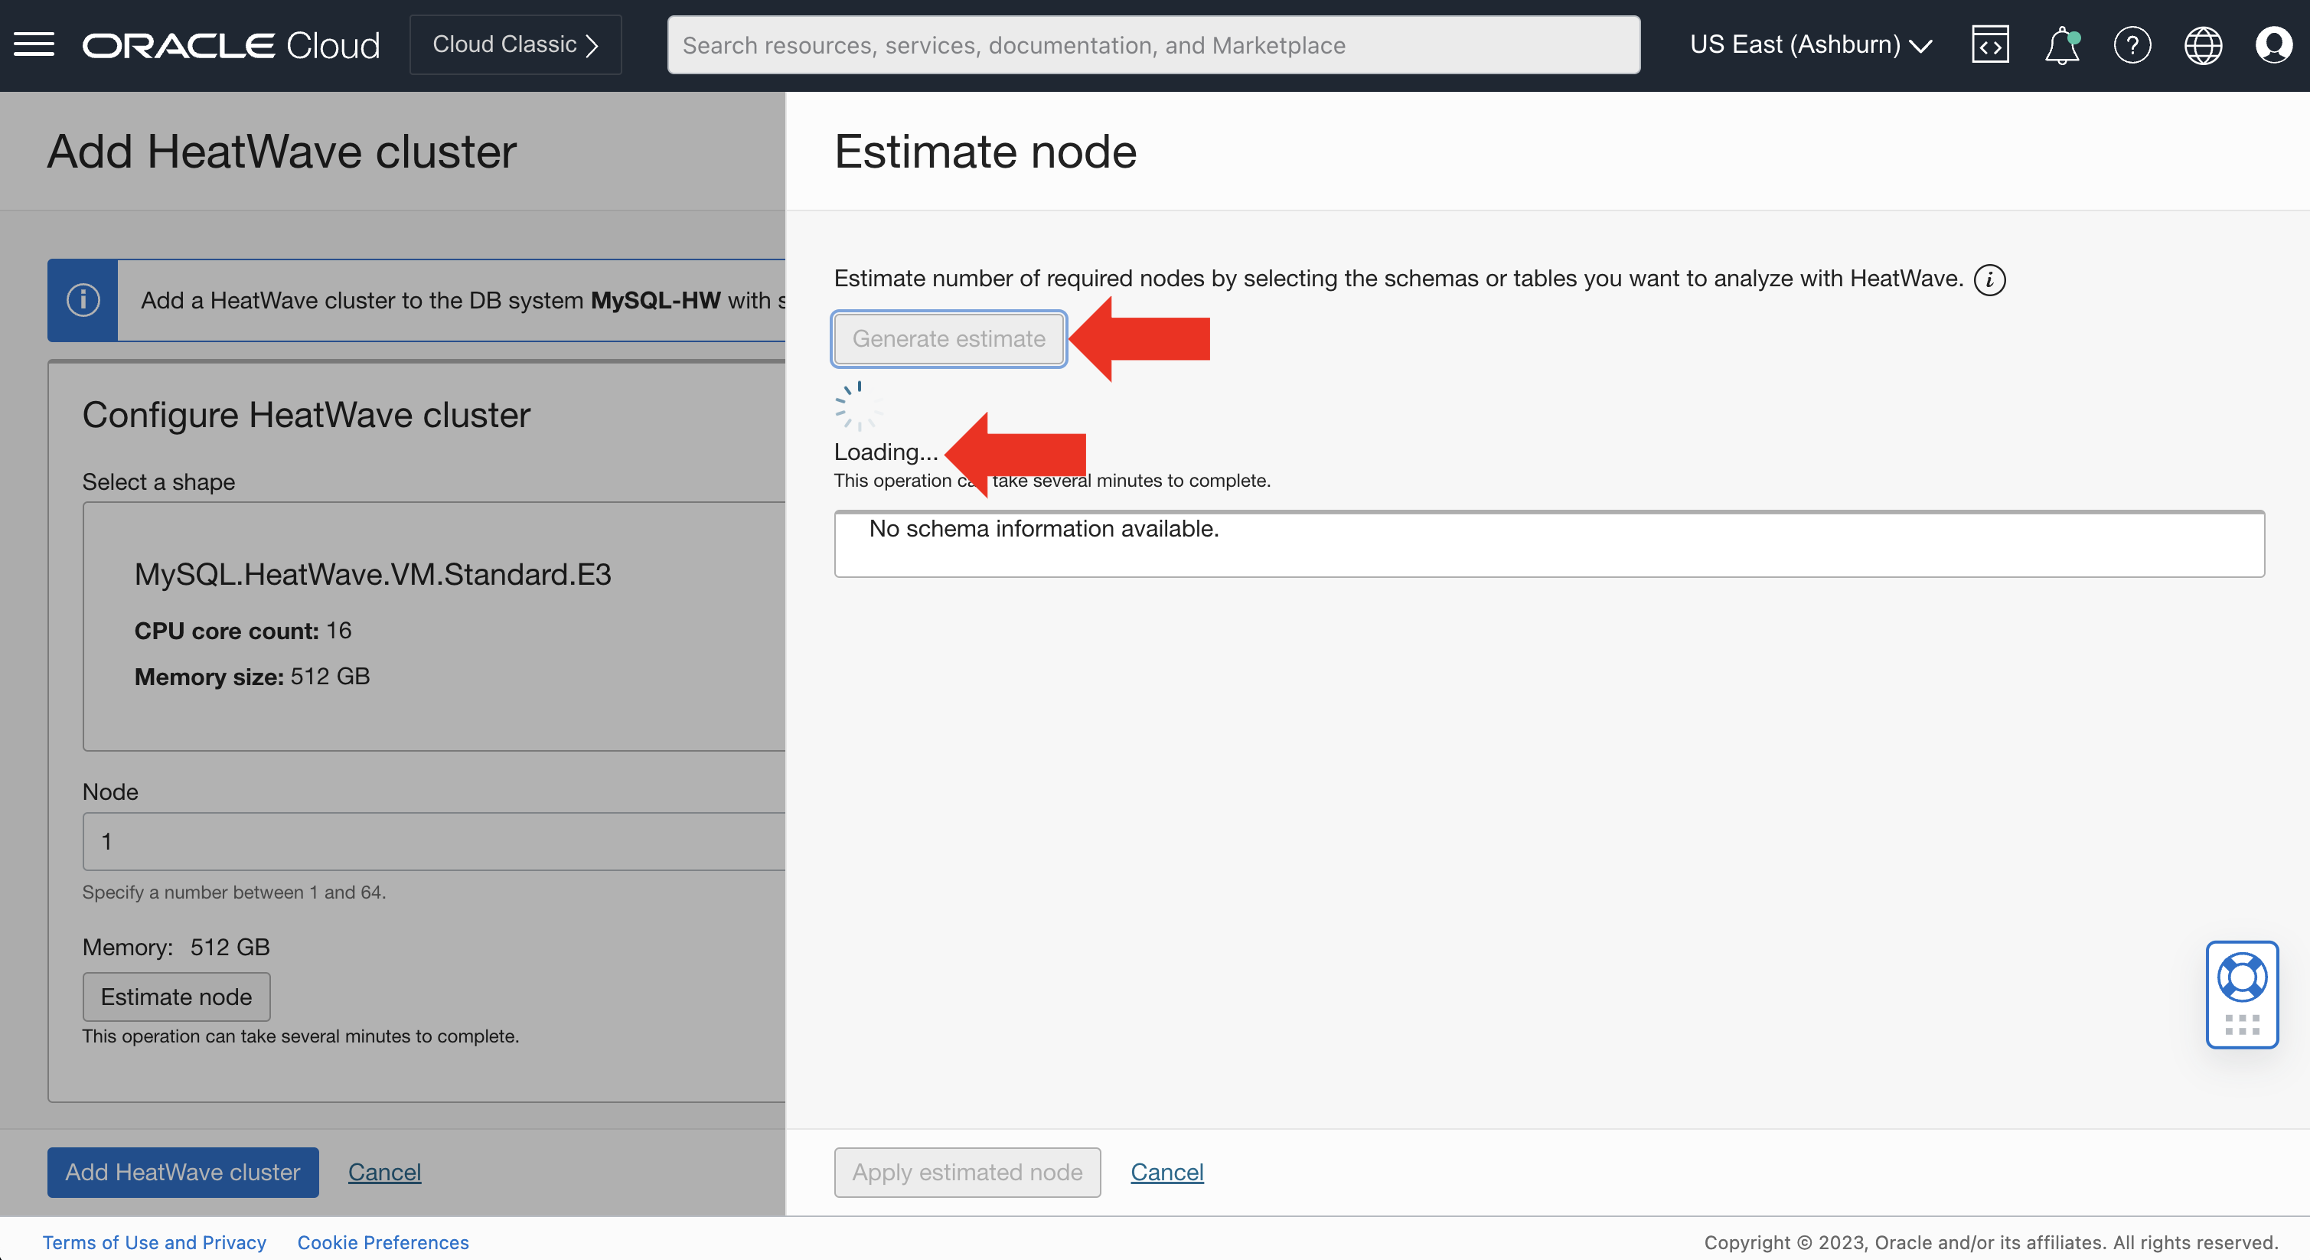 ORACLE Cloud
Cloud Classic
Search resources, services, documentation, and Marketplace
US East (Ashburn)
Add HeatWave cluster
Add a HeatWave cluster to the DB system MySQL-HW with s
Configure HeatWave cluster
Select a shape
MySQL.HeatWave.VM.Standard.E3
CPU core count: 16
Memory size: 512 GB
Node
1
Specify a number between 1 and 64.
Memory: 512 GB
Estimate node
This operation can take several minutes to complete.
Add HeatWave cluster
Cancel
Estimate node
Estimate number of required nodes by selecting the schemas or tables you want to analyze with HeatWave.
Generate estimate
Loading...
This operation ca take several minutes to complete.
No schema information available.
Apply estimated node
Cancel
Terms of Use and Privacy
Cookie Preferences
Copyright © 2023, Oracle and/or its affiliates. All rights reserved.